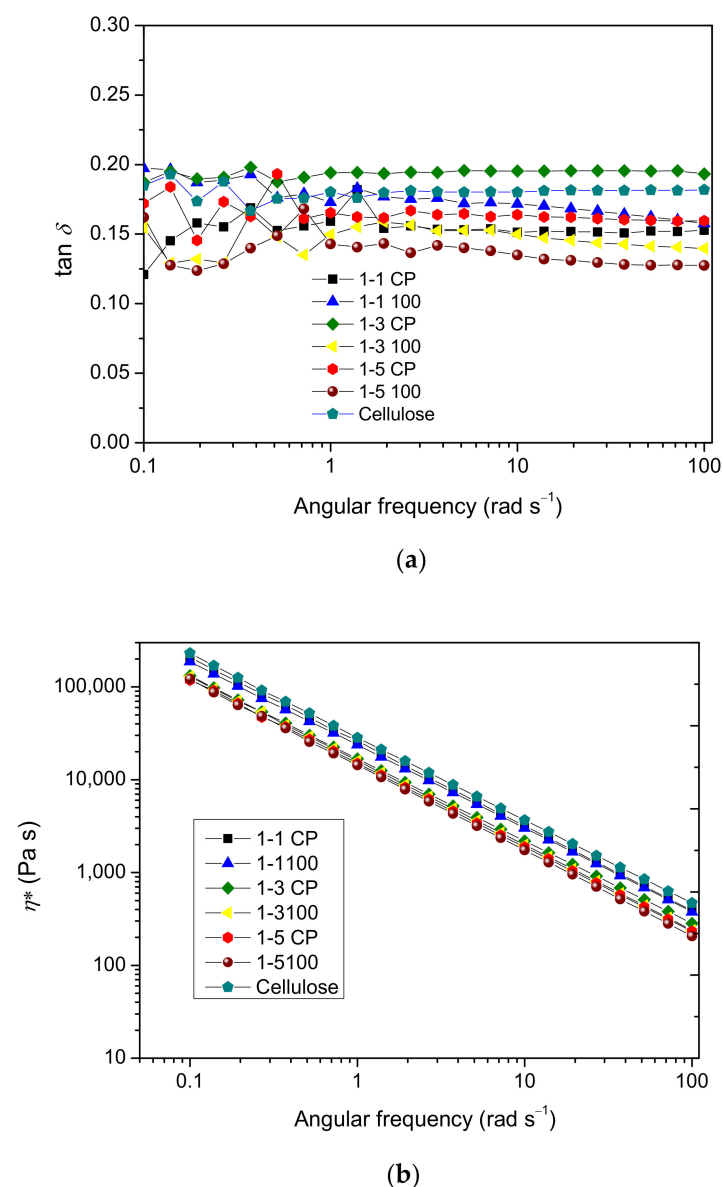 0.30
0.25
0.20
0.15
0.10
0.05
0.00
tan δ
1-1 CP
1-1 100
1-3 CP
1-3 100
1-5 CP
1-5 100
Cellulose
0.1 1 10 100
Angular frequency (rad s⁻¹)
(a)
100,000
10,000
1,000
100
10
η* (Pa s)
1-1 CP
1-1100
1-3 CP
1-3100
1-5 CP
1-5100
Cellulose
0.1 1 10 100
Angular frequency (rad s⁻¹)
(b)